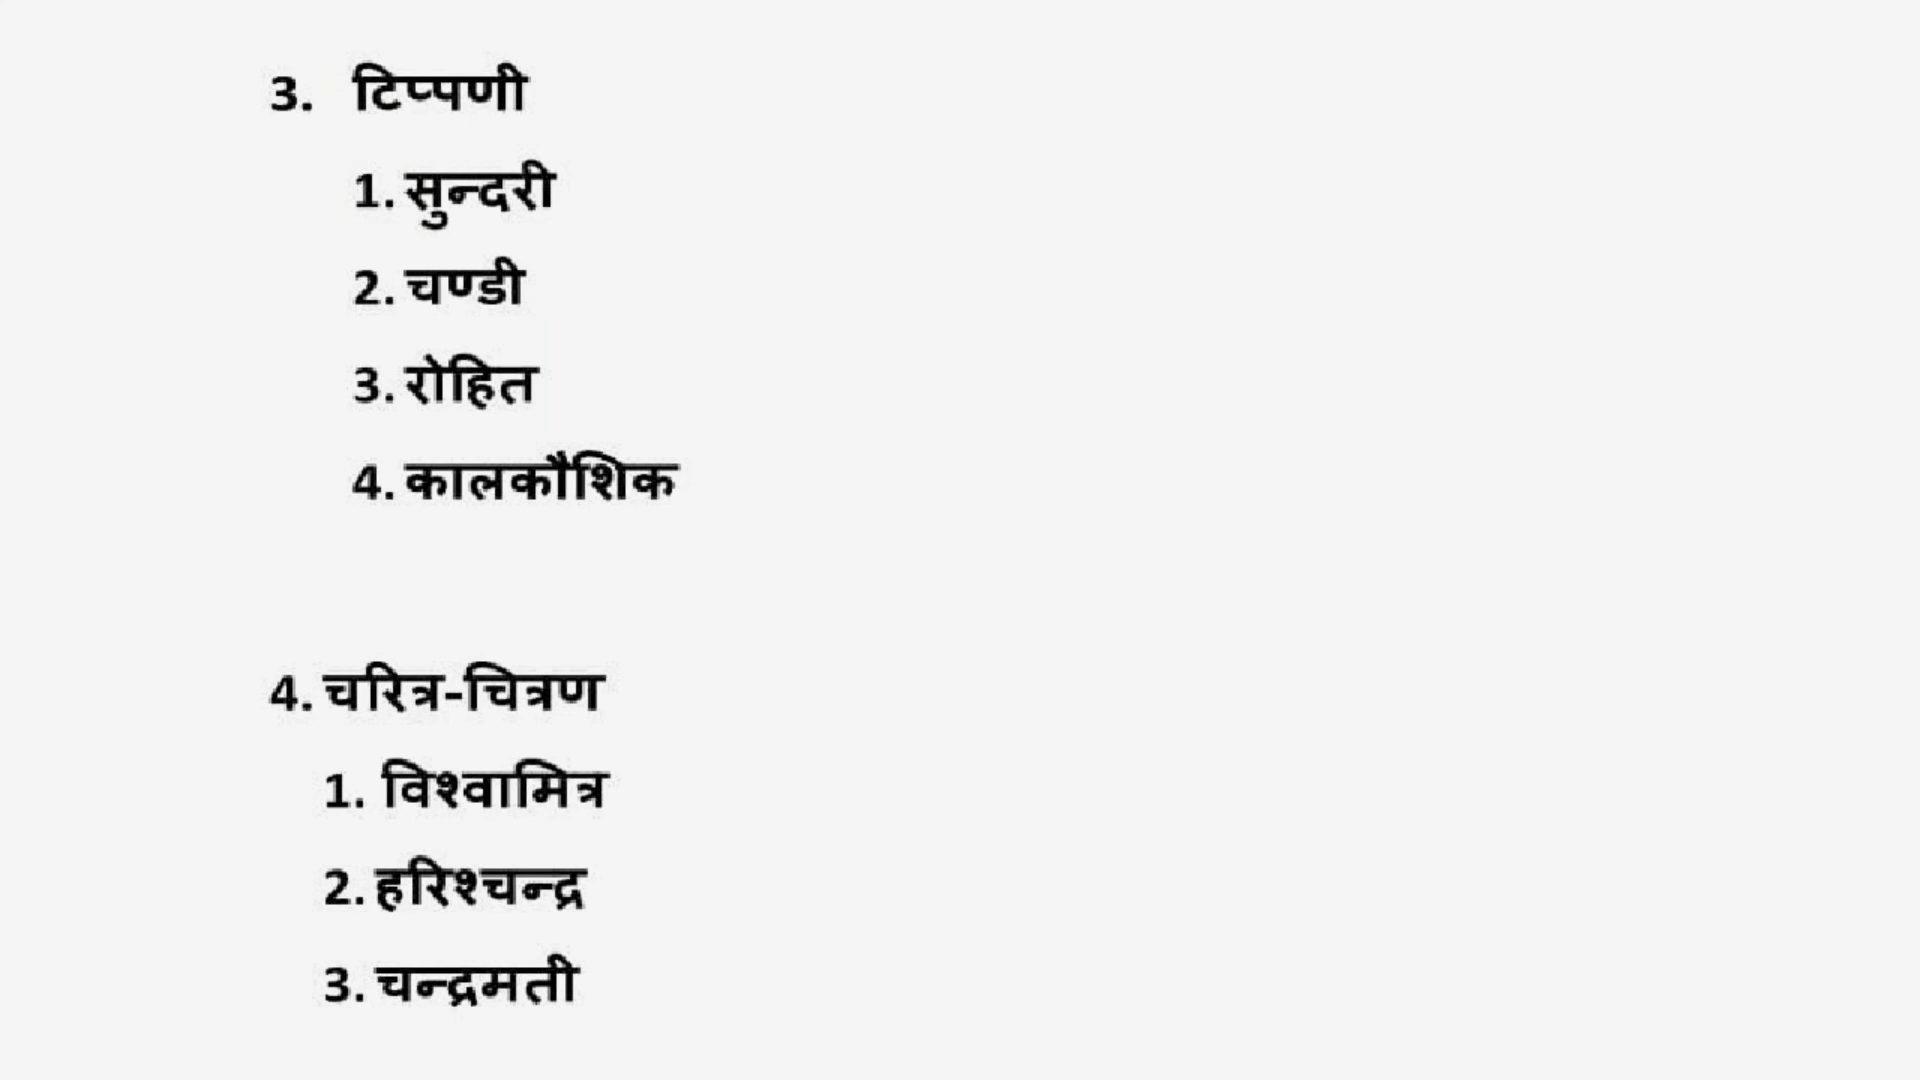 3. टिप्पणी
1. सुन्दरी
2. चण्डी
3. रोहित
4. कालकौशिक
4. चरित्र-चित्रण
1. विश्वामित्र
2. हरिश्चन्द्र
3. चन्द्रमती